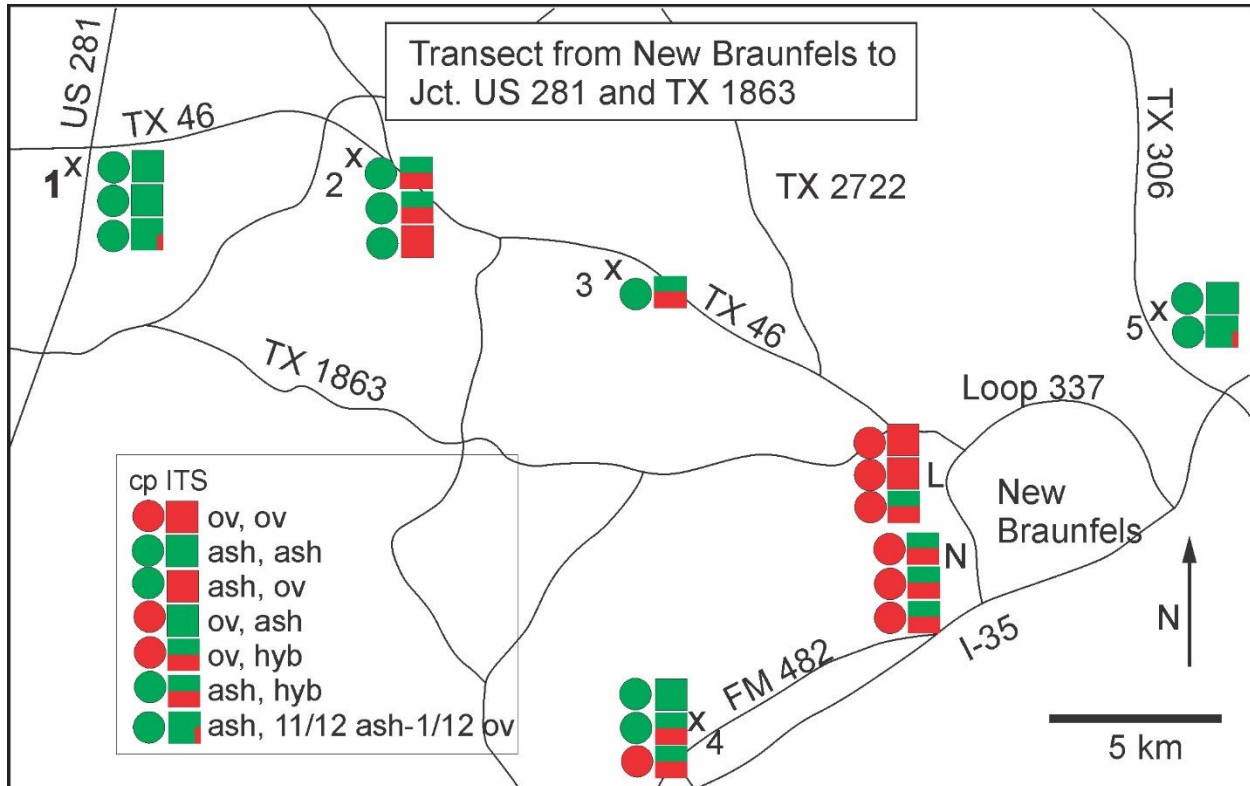 Transect from New Braunfels to
Jct. US 281 and TX 1863
US 281
TX 46
TX 306
1 x
x
2
TX 2722
x
3
TX 46
x
5
TX 1863
Loop 337
L
New
Braunfels
N
I-35
N
FM 482
x
4
5 km
cp ITS
ov, ov
ash, ash
ash, ov
ov, ash
ov, hyb
ash, hyb
ash, 11/12 ash-1/12 ov